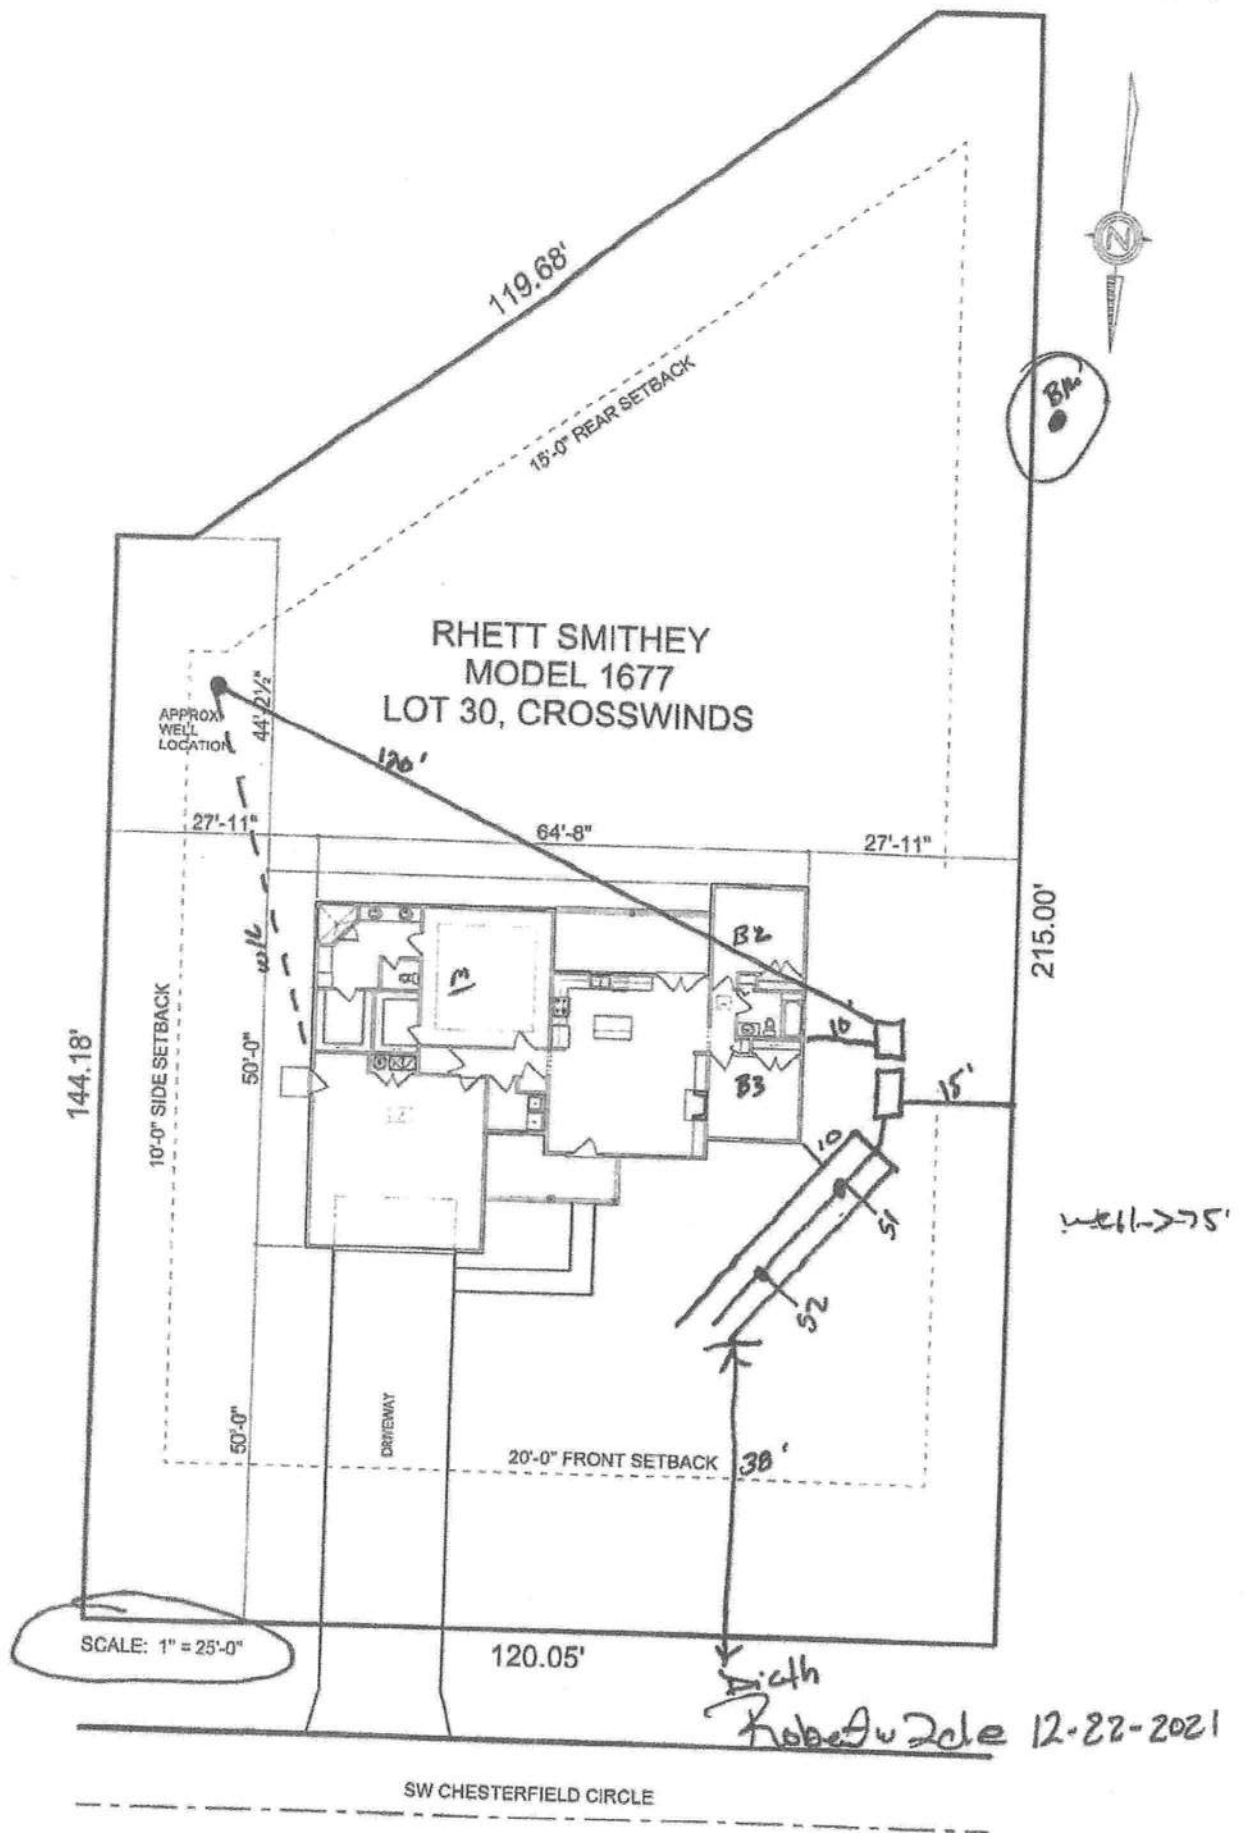 119.68'
N
15'-0" REAR SETBACK
BM
RHETT SMITHEY
MODEL 1677
LOT 30, CROSSWINDS
APPROX
WELL
LOCATION
44'-2½"
120'
27'-11"
64'-8"
27'-11"
B2
215.00'
13
10'
B3
15'
144.18'
10'-0" SIDE SETBACK
50'-0"
10
S1
well->75'
S2
50'-0"
DRIVEWAY
20'-0" FRONT SETBACK
38'
SCALE: 1" = 25'-0"
120.05'
Dicth
12-22-2021
SW CHESTERFIELD CIRCLE